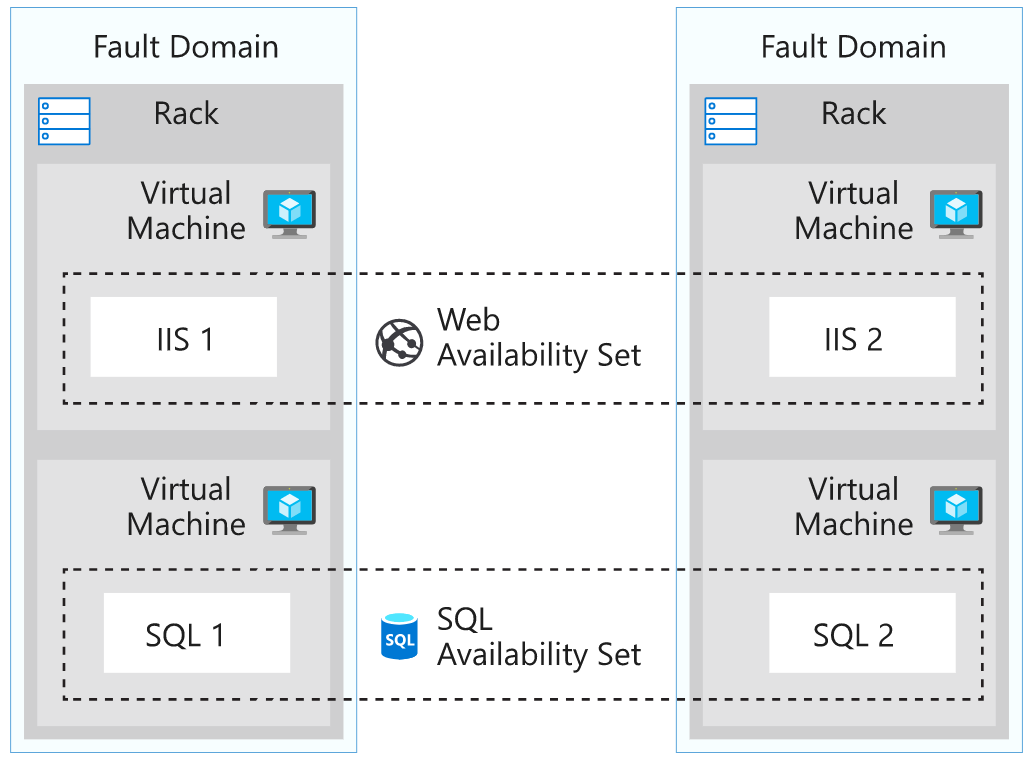 Fault Domain
Fault Domain
Rack
Rack
Virtual
Machine
Virtual
Machine
IIS 1
Web
Availability Set
IIS 2
Virtual
Machine
Virtual
Machine
SQL 1
SQL
SQL
Availability Set
SQL 2